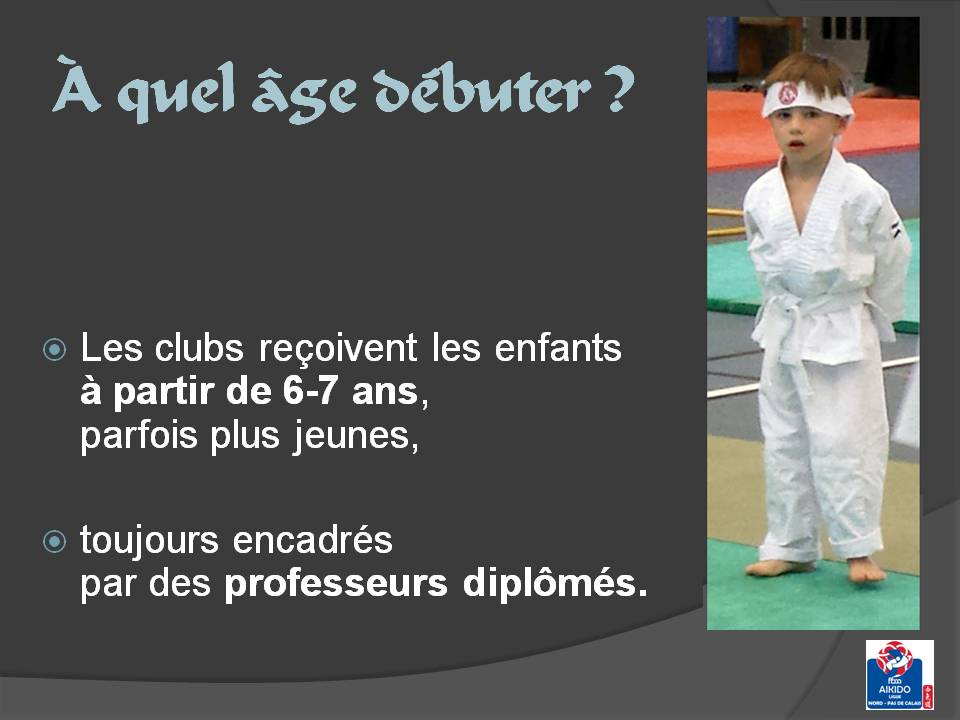 À quel âge débuter ?
Les clubs reçoivent les enfants
à partir de 6-7 ans,
parfois plus jeunes,
toujours encadrés
par des professeurs diplômés.
AIKIDO
LIGUE
NORD - PAS DE CALAIS